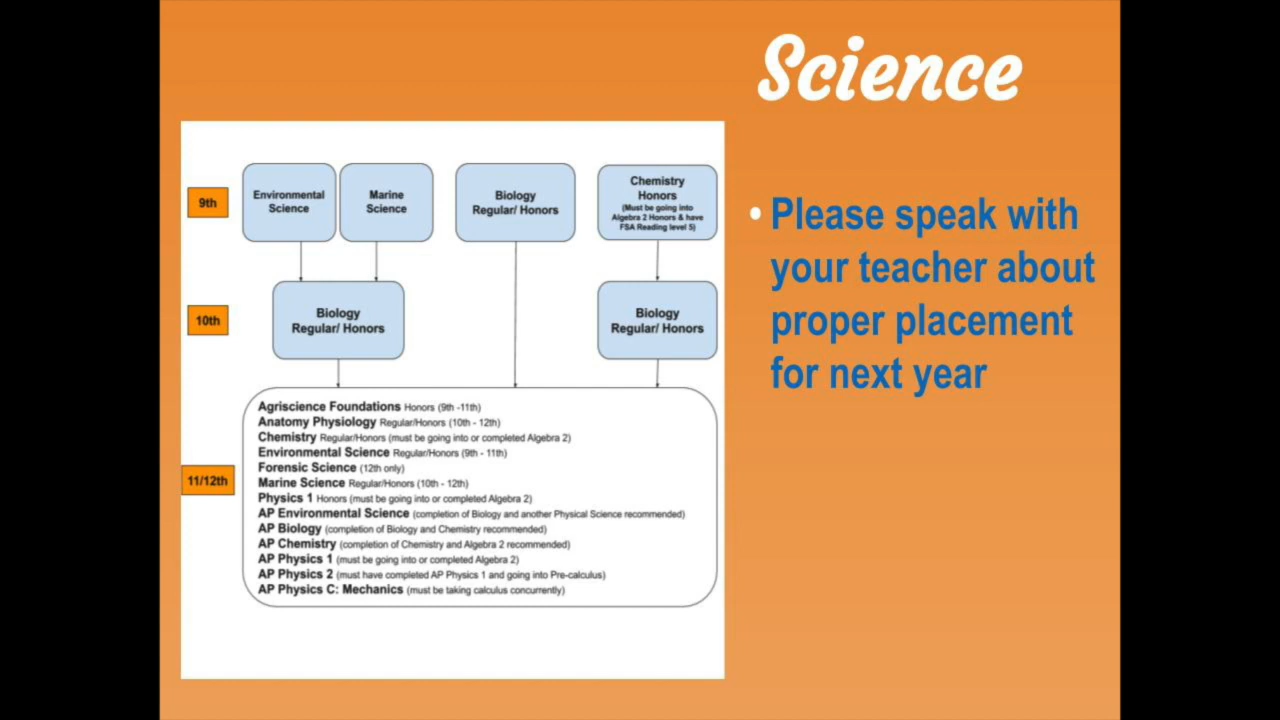 Science
9th
Environmental
Science
Marine
Science
Biology
Regular/ Honors
Chemistry
Honors
(Must be going into
Algebra 2 Honors & have
FSA Reading level 5)
• Please speak with
your teacher about
proper placement
for next year
10th
Biology
Regular/ Honors
Biology
Regular/ Honors
11/12th
Agriscience Foundations Honors (9th -11th)
Anatomy Physiology Regular/Honors (10th - 12th)
Chemistry Regular/Honors (must be going into or completed Algebra 2)
Environmental Science Regular/Honors (9th - 11th)
Forensic Science (12th only)
Marine Science Regular/Honors (10th - 12th)
Physics 1 Honors (must be going into or completed Algebra 2)
AP Environmental Science (completion of Biology and another Physical Science recommended)
AP Biology (completion of Biology and Chemistry recommended)
AP Chemistry (completion of Chemistry and Algebra 2 recommended)
AP Physics 1 (must be going into or completed Algebra 2)
AP Physics 2 (must have completed AP Physics 1 and going into Pre-calculus)
AP Physics C: Mechanics (must be taking calculus concurrently)